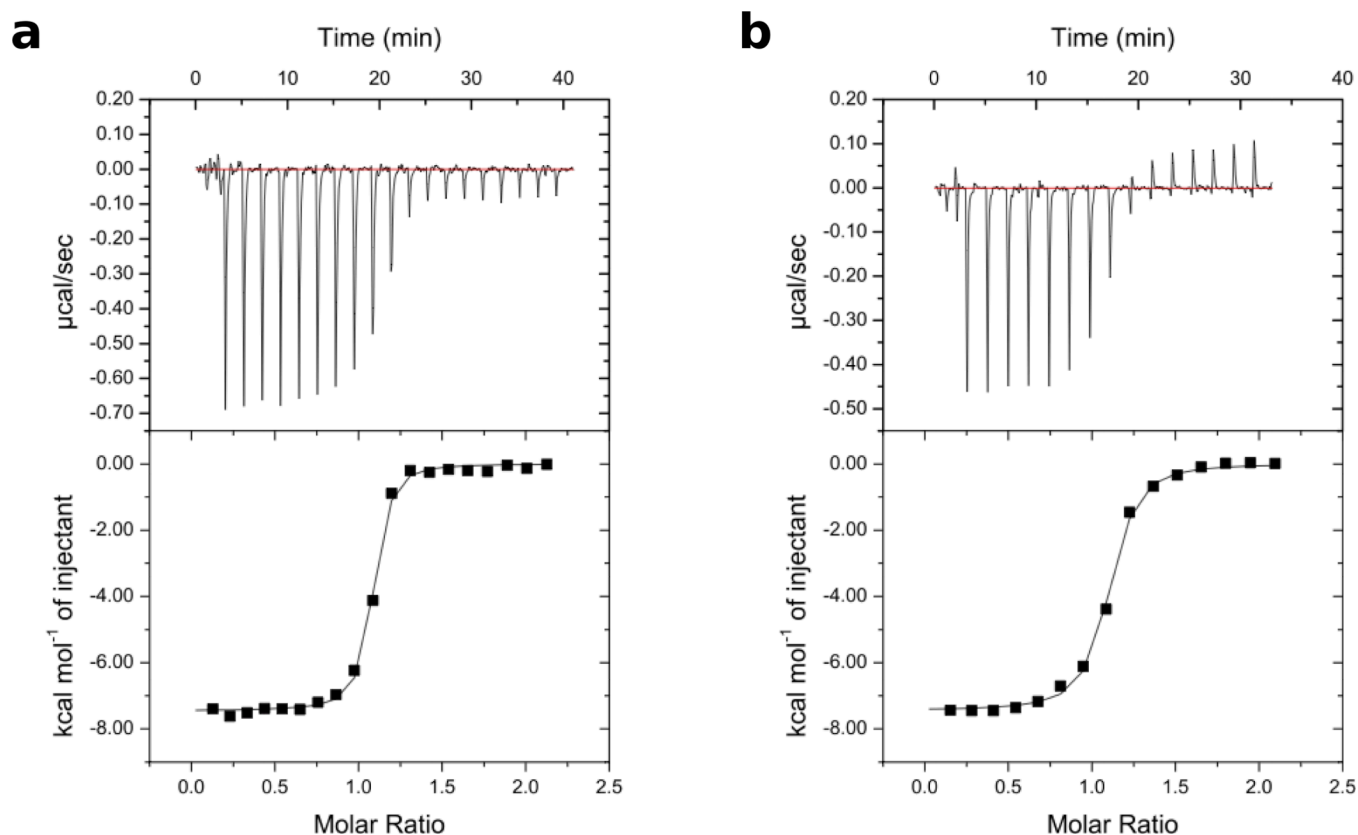 a
Time (min)
0 10 20 30 40
0.20
0.10
0.00
-0.10
-0.20
-0.30
-0.40
-0.50
-0.60
-0.70
µcal/sec
0.00
-2.00
-4.00
-6.00
-8.00
kcal mol⁻¹ of injectant
0.0 0.5 1.0 1.5 2.0 2.5
Molar Ratio
b
Time (min)
0 10 20 30 40
0.20
0.10
0.00
-0.10
-0.20
-0.30
-0.40
-0.50
µcal/sec
0.00
-2.00
-4.00
-6.00
-8.00
kcal mol⁻¹ of injectant
0.0 0.5 1.0 1.5 2.0 2.5
Molar Ratio